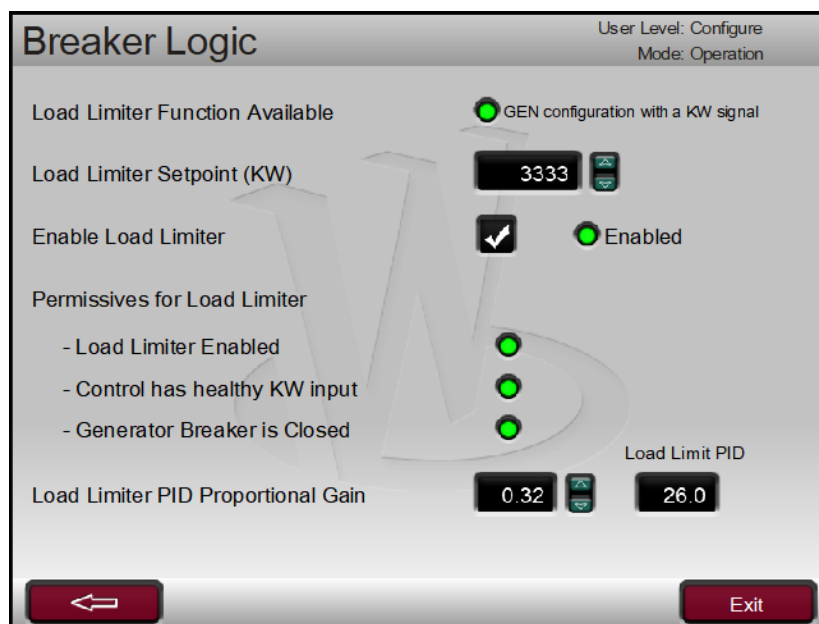 Breaker Logic
User Level: Configure
Mode: Operation
Load Limiter Function Available
GEN configuration with a KW signal
Load Limiter Setpoint (KW)
3333
Enable Load Limiter
Enabled
Permissives for Load Limiter
- Load Limiter Enabled
- Control has healthy KW input
- Generator Breaker is Closed
Load Limit PID
Load Limiter PID Proportional Gain
0.32
26.0
Exit